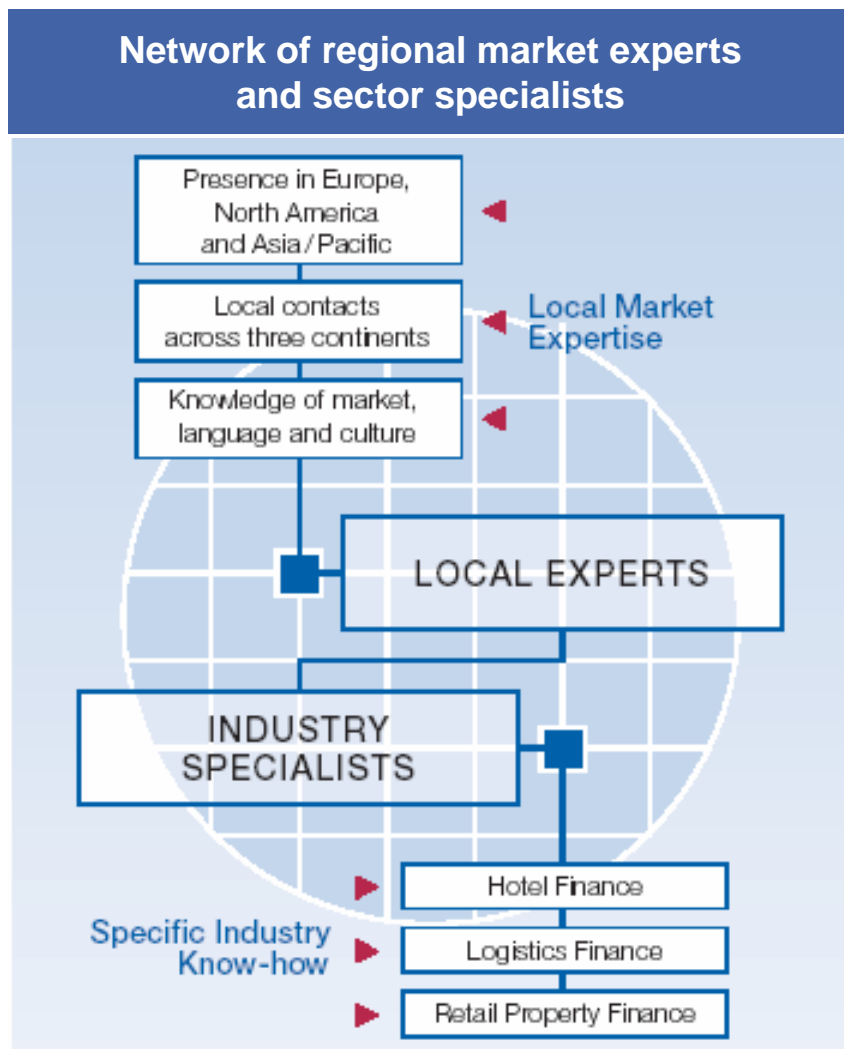 Network of regional market experts
and sector specialists
Presence in Europe,
North America
and Asia/Pacific
Local contacts
across three continents
Local Market
Expertise
Knowledge of market,
language and culture
LOCAL EXPERTS
INDUSTRY
SPECIALISTS
Hotel Finance
Specific Industry
Know-how
Logistics Finance
Retail Property Finance